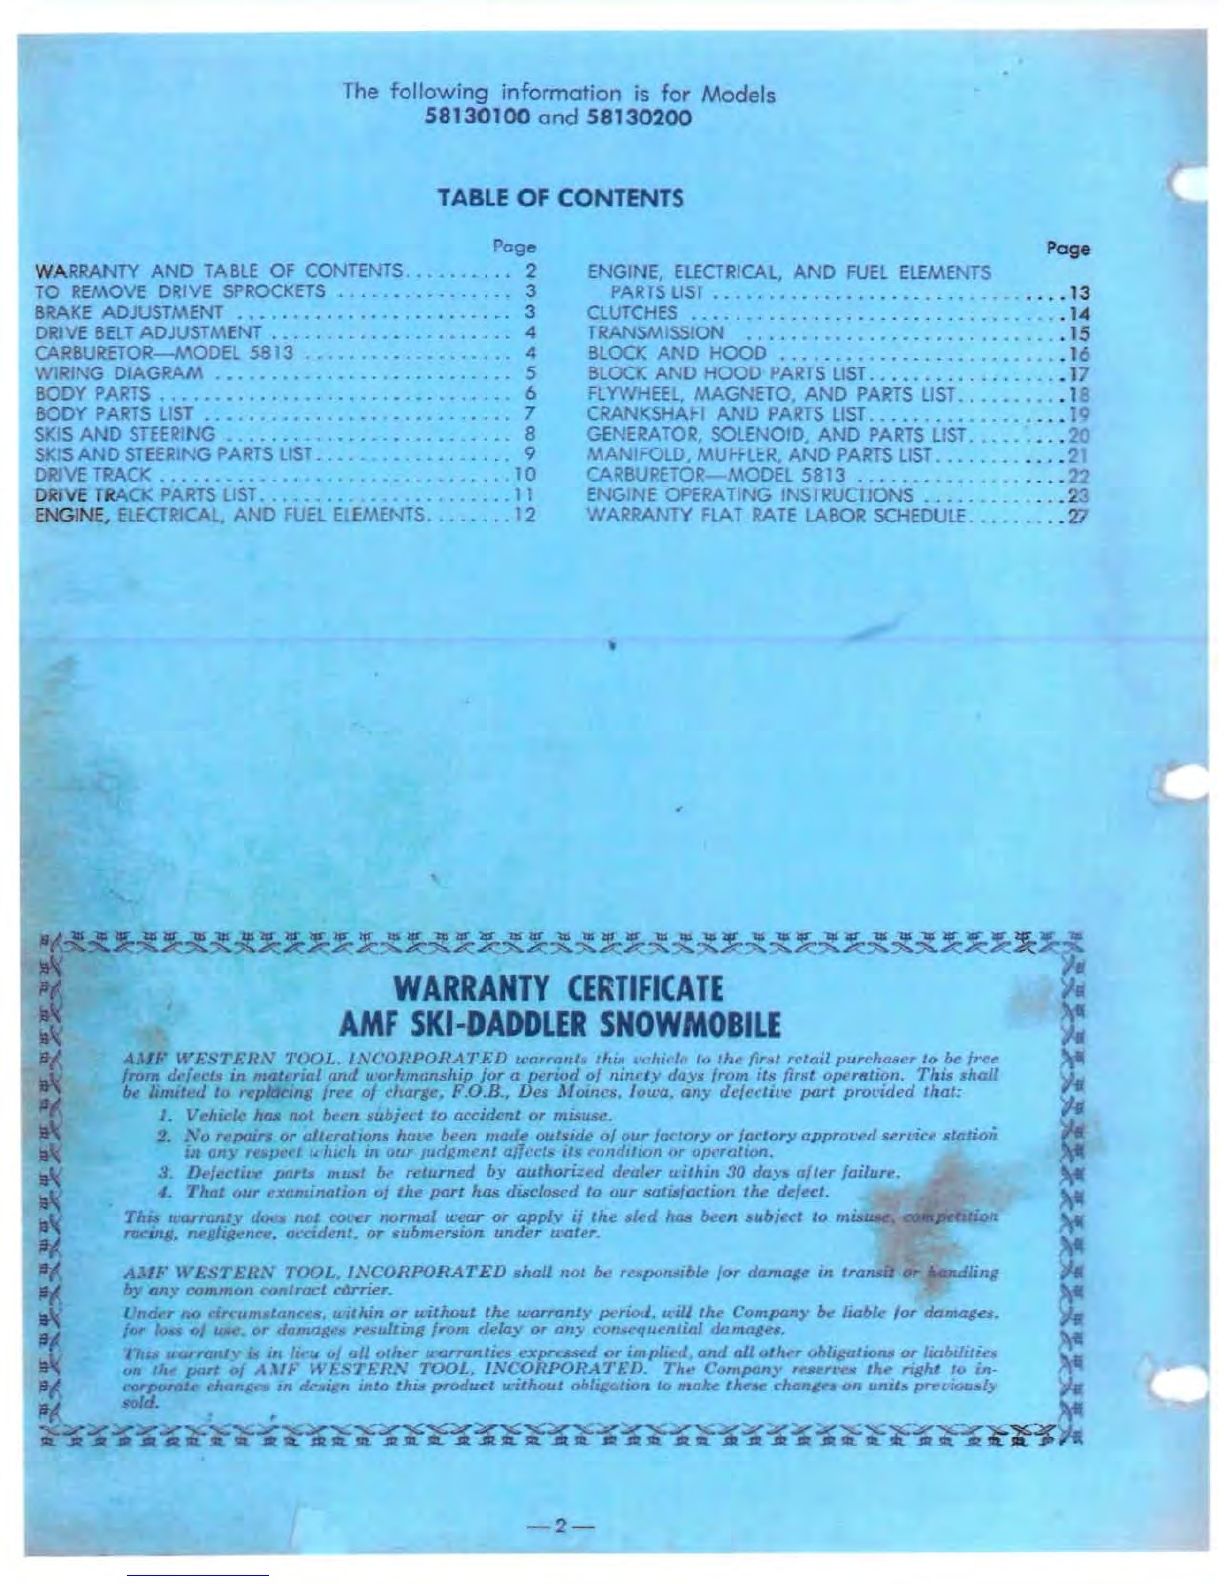 The following information is for Models
58130100 and 58130200
TABLE OF CONTENTS
Page
WARRANTY AND TABLE OF CONTENTS.......... 2
TO REMOVE DRIVE SPROCKETS ................ 3
BRAKE ADJUSTMENT ......................... 3
DRIVE BELT ADJUSTMENT ...................... 4
CARBURETOR—MODEL 5813 ................... 4
WIRING DIAGRAM ........................... 5
BODY PARTS ................................ 6
BODY PARTS LIST ............................ 7
SKIS AND STEERING .......................... 8
SKIS AND STEERING PARTS LIST.................. 9
DRIVE TRACK ................................10
DRIVE TRACK PARTS LIST.......................11
ENGINE, ELECTRICAL, AND FUEL ELEMENTS........12
Page
ENGINE, ELECTRICAL, AND FUEL ELEMENTS
PARTS LIST ................................13
CLUTCHES ..................................14
TRANSMISSION .............................15
BLOCK AND HOOD ..........................16
BLOCK AND HOOD PARTS LIST..................17
FLYWHEEL, MAGNETO, AND PARTS LIST..........18
CRANKSHAFT AND PARTS LIST..................19
GENERATOR, SOLENOID, AND PARTS LIST.........20
MANIFOLD, MUFFLER, AND PARTS LIST............21
CARBURETOR—MODEL 5813 ...................22
ENGINE OPERATING INSTRUCTIONS .............23
WARRANTY FLAT RATE LABOR SCHEDULE.........27
WARRANTY CERTIFICATE
AMF SKI-DADDLER SNOWMOBILE
AMF WESTERN TOOL, INCORPORATED warrants this vehicle to the first retail purchaser to be free
from defects in material and workmanship for a period of ninety days from its first operation. This shall
be limited to replacing free of charge, F.O.B., Des Moines, Iowa, any defective part provided that:
1. Vehicle has not been subject to accident or misuse.
2. No repairs or alterations have been made outside of our factory or factory approved service station
in any respect which in our judgment affects its condition or operation.
3. Defective parts must be returned by authorized dealer within 30 days after failure.
4. That our examination of the part has disclosed to our satisfaction the defect.
This warranty does not cover normal wear or apply if the sled has been subject to misuse, competition
racing, negligence, accident, or submersion under water.
AMF WESTERN TOOL, INCORPORATED shall not be responsible for damage in transit or handling
by any common contract carrier.
Under no circumstances, within or without the warranty period, will the Company be liable for damages,
for loss of use, or damages resulting from delay or any consequential damages.
This warranty is in lieu of all other warranties expressed or implied, and all other obligations or liabilities
on the part of AMF WESTERN TOOL, INCORPORATED. The Company reserves the right to in-
corporate changes in design into this product without obligation to make these changes on units previously
sold.
—2—